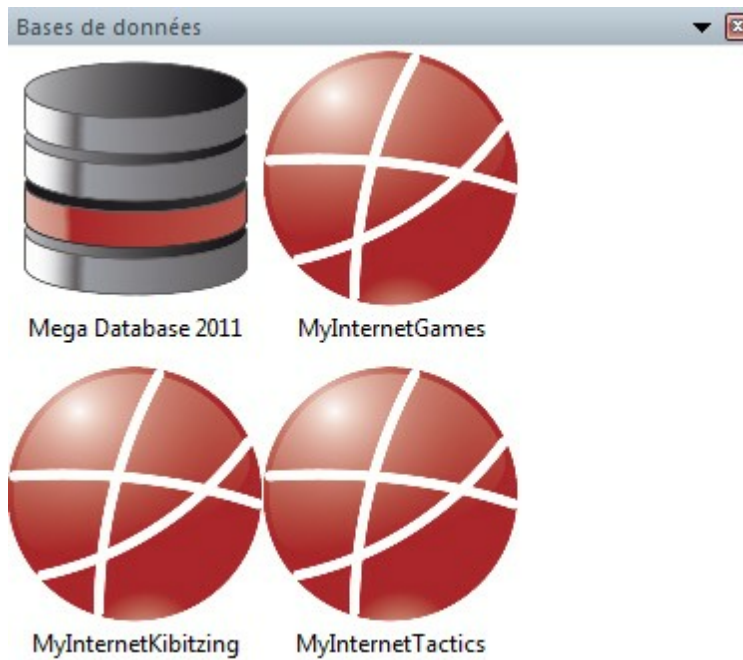 Bases de données
Mega Database 2011
MyInternetGames
MyInternetKibitzing
MyInternetTactics